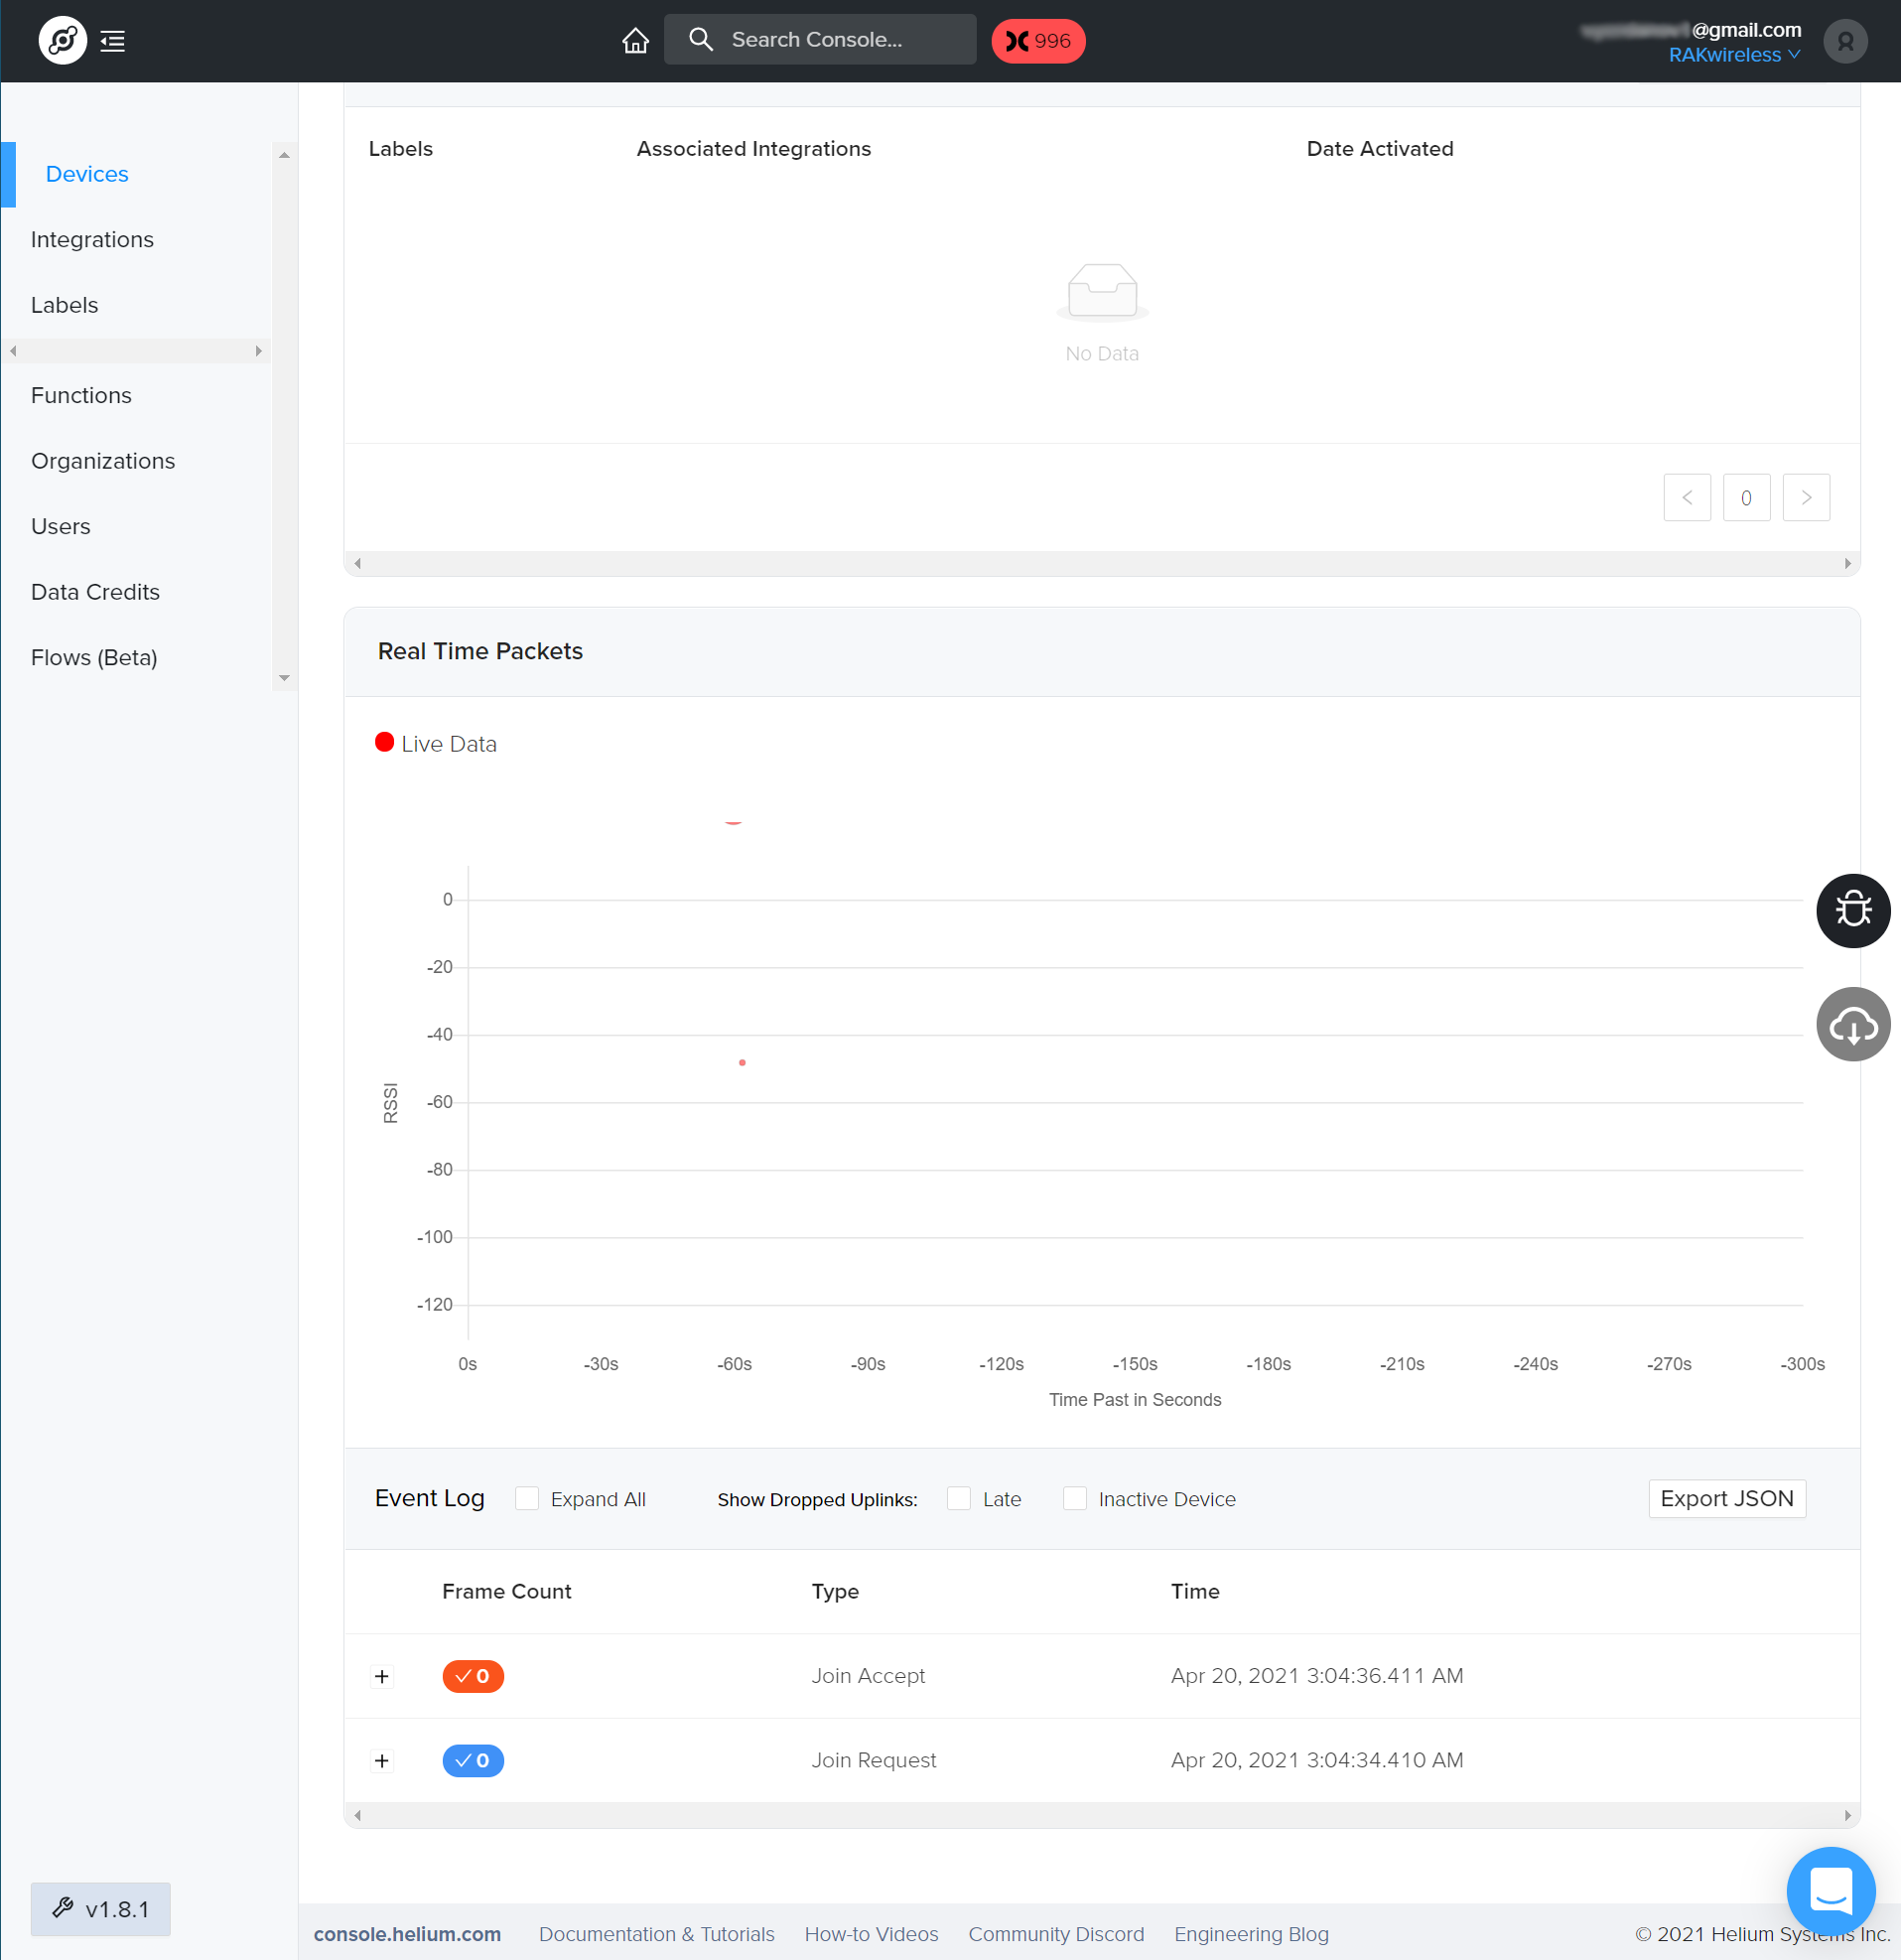 Search Console...
996
@gmail.com
RAKwireless
Devices
Integrations
Labels
Functions
Organizations
Users
Data Credits
Flows (Beta)
v1.8.1
Labels Associated Integrations Date Activated
No Data
< 0 >
Real Time Packets
Live Data
0
-20
-40
-60
-80
-100
-120
RSSI
0s -30s -60s -90s -120s -150s -180s -210s -240s -270s -300s
Time Past in Seconds
Event Log Expand All Show Dropped Uplinks: Late Inactive Device Export JSON
Frame Count Type Time
+ 0 Join Accept Apr 20, 2021 3:04:36.411 AM
+ 0 Join Request Apr 20, 2021 3:04:34.410 AM
console.helium.com Documentation & Tutorials How-to Videos Community Discord Engineering Blog © 2021 Helium Systems Inc.